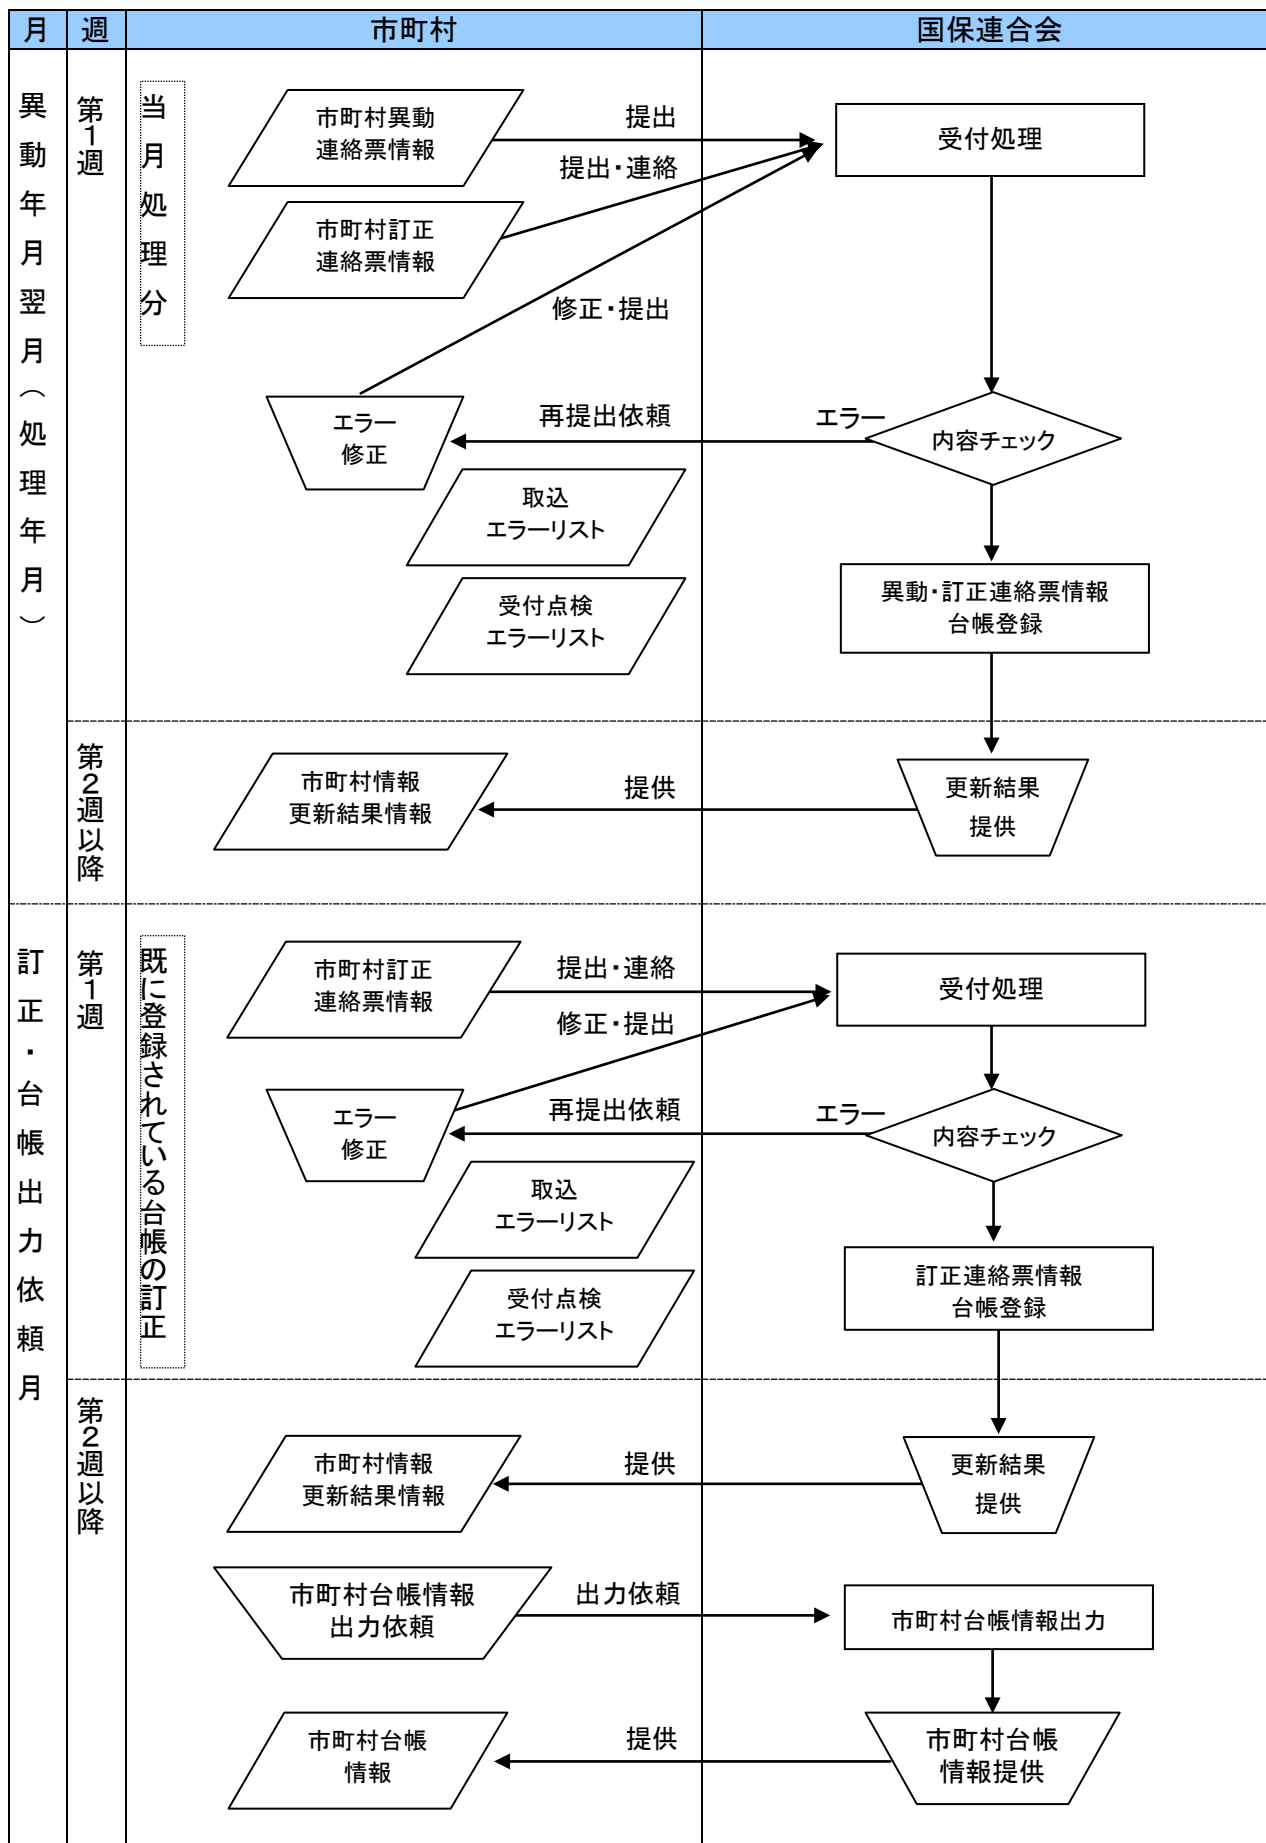 月 週 市町村 国保連合会
異動年月翌月（処理年月）
第1週
当月処理分
市町村異動
連絡票情報
提出
受付処理
提出・連絡
市町村訂正
連絡票情報
修正・提出
エラー
修正
再提出依頼
エラー
内容チェック
取込
エラーリスト
受付点検
エラーリスト
異動・訂正連絡票情報
台帳登録
第2週以降
市町村情報
更新結果情報
提供
更新結果
提供
訂正・台帳出力依頼月
第1週
既に登録されている台帳の訂正
市町村訂正
連絡票情報
提出・連絡
受付処理
修正・提出
エラー
修正
再提出依頼
エラー
内容チェック
取込
エラーリスト
受付点検
エラーリスト
訂正連絡票情報
台帳登録
第2週以降
市町村情報
更新結果情報
提供
更新結果
提供
市町村台帳情報
出力依頼
出力依頼
市町村台帳情報出力
市町村台帳
情報
提供
市町村台帳
情報提供